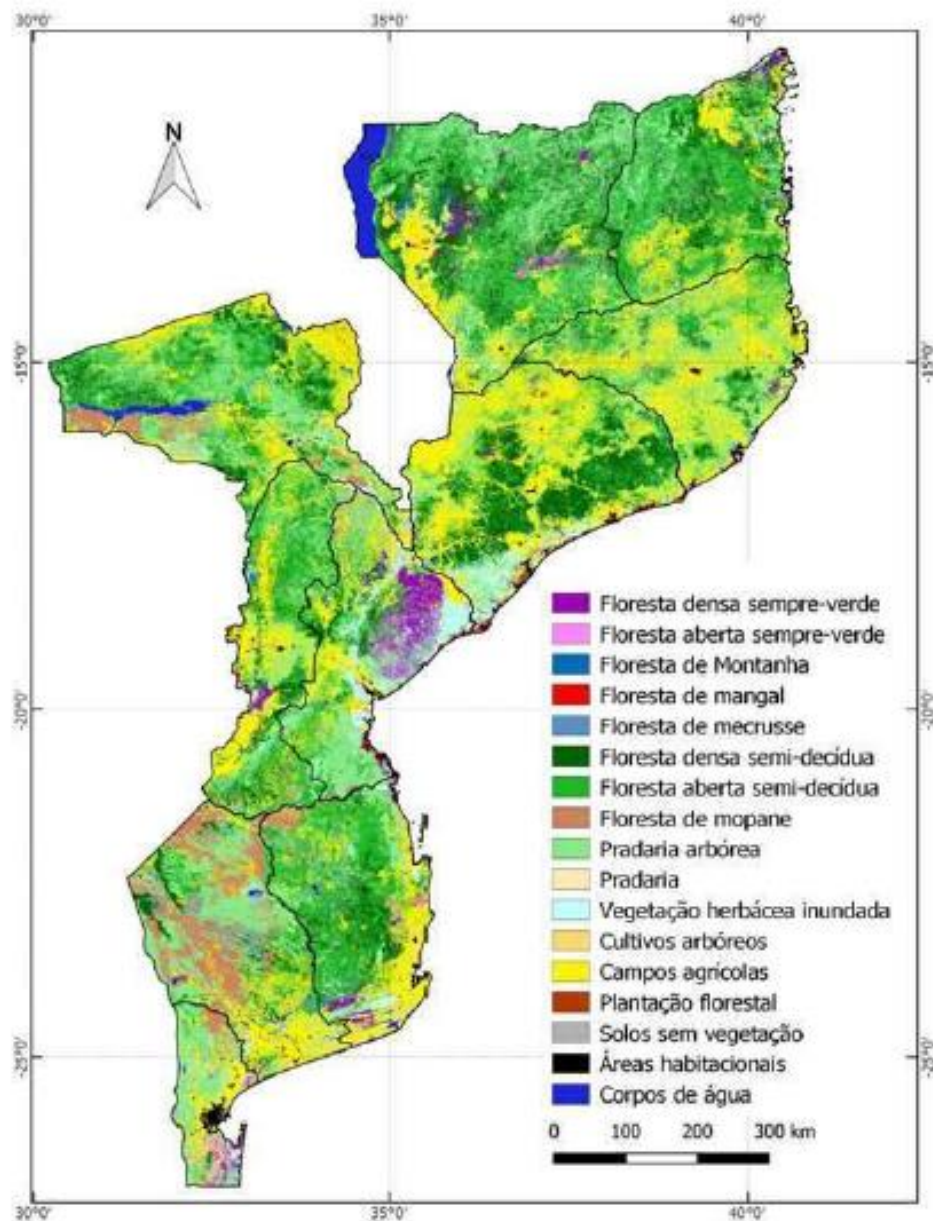 30°0' 35°0' 40°0'
N
-15°0' -15°0'
-20°0' -20°0'
-25°0' -25°0'
30°0' 35°0' 40°0'
Floresta densa sempre-verde
Floresta aberta sempre-verde
Floresta de Montanha
Floresta de mangal
Floresta de mecrusse
Floresta densa semi-decídua
Floresta aberta semi-decídua
Floresta de mopane
Pradaria arbórea
Pradaria
Vegetação herbácea inundada
Cultivos arbóreos
Campos agrícolas
Plantação florestal
Solos sem vegetação
Áreas habitacionais
Corpos de água
0 100 200 300 km